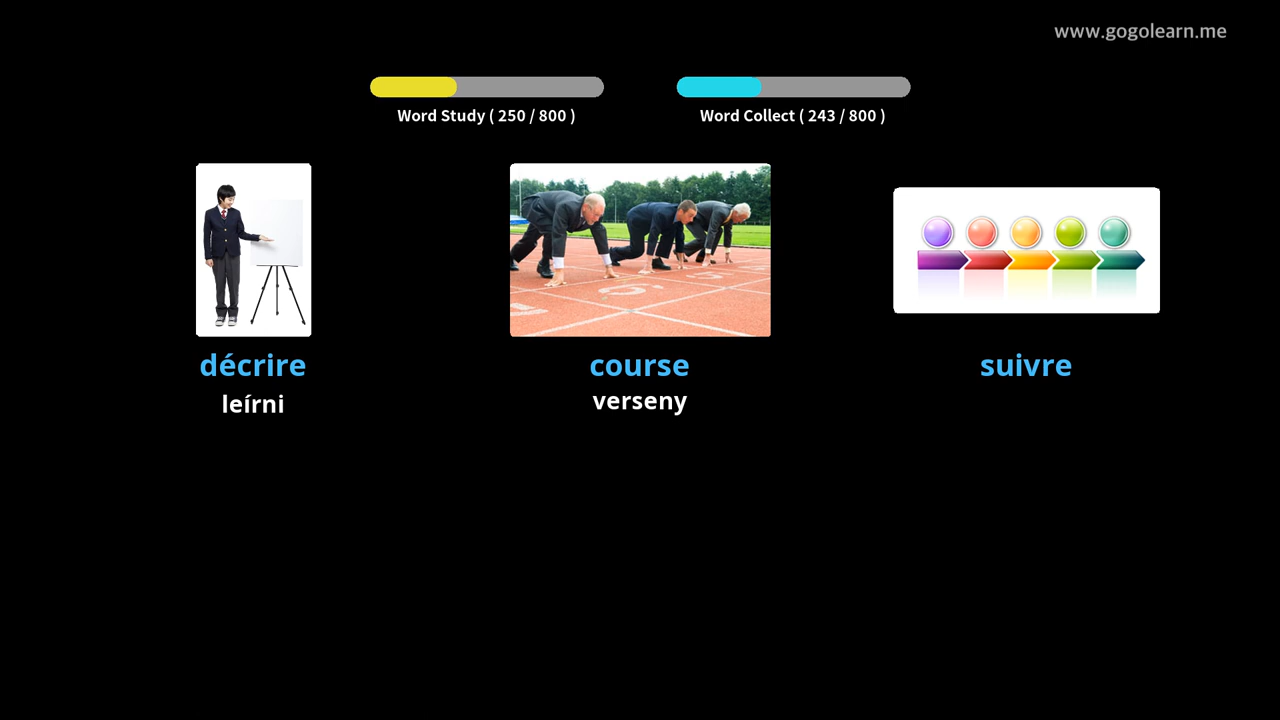 www.gogolearn.me
Word Study ( 250 / 800 )
Word Collect ( 243 / 800 )
décrire
leírni
course
verseny
suivre